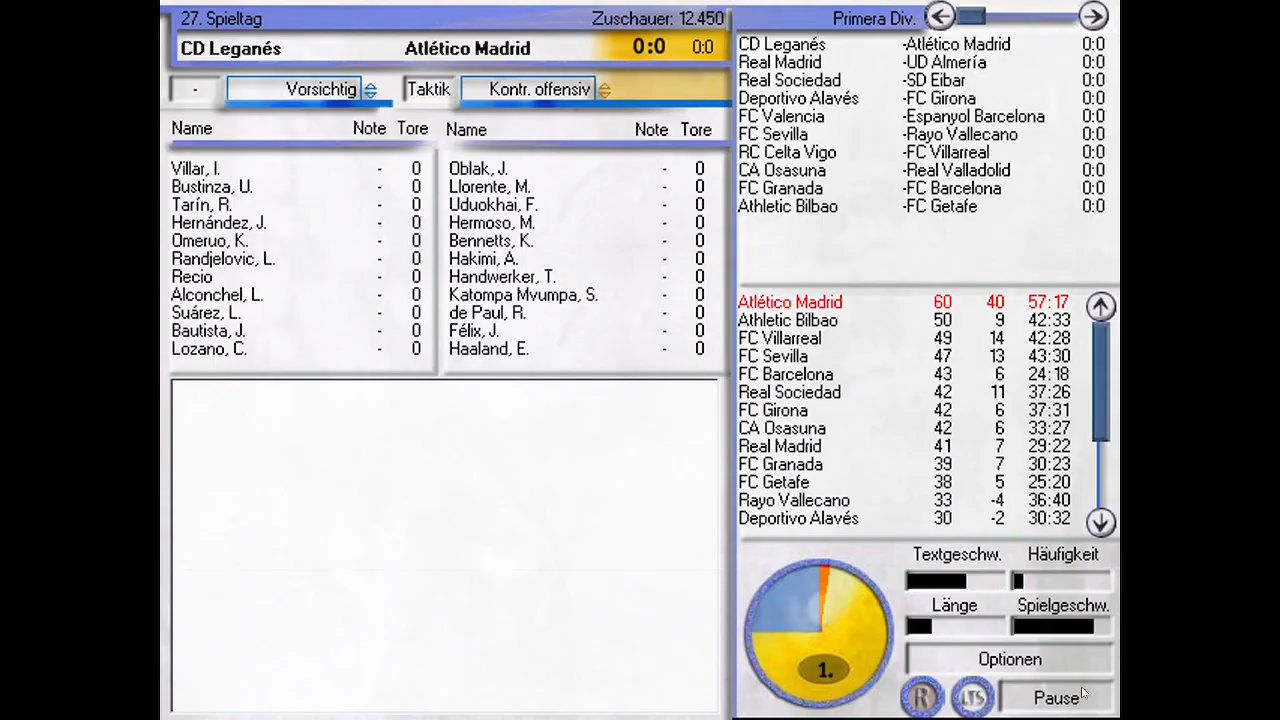 27. Spieltag Zuschauer: 12.450
CD Leganés Atlético Madrid 0:0 0:0
- Vorsichtig Taktik Kontr. offensiv
Name Note Tore Name Note Tore
Villar, I. - 0 Oblak, J. - 0
Bustinza, U. - 0 Llorente, M. - 0
Tarín, R. - 0 Uduokhai, F. - 0
Hernández, J. - 0 Hermoso, M. - 0
Omeruo, K. - 0 Bennetts, K. - 0
Randjelovic, L. - 0 Hakimi, A. - 0
Recio - 0 Handwerker, T. - 0
Alconchel, L. - 0 Katompa Mvumpa, S. - 0
Suárez, L. - 0 de Paul, R. - 0
Bautista, J. - 0 Félix, J. - 0
Lozano, C. - 0 Haaland, E. - 0
Primera Div.
CD Leganés -Atlético Madrid 0:0
Real Madrid -UD Almería 0:0
Real Sociedad -SD Eibar 0:0
Deportivo Alavés -FC Girona 0:0
FC Valencia -Espanyol Barcelona 0:0
FC Sevilla -Rayo Vallecano 0:0
RC Celta Vigo -FC Villarreal 0:0
CA Osasuna -Real Valladolid 0:0
FC Granada -FC Barcelona 0:0
Athletic Bilbao -FC Getafe 0:0
Atlético Madrid 60 40 57:17
Athletic Bilbao 50 9 42:33
FC Villarreal 49 14 42:28
FC Sevilla 47 13 43:30
FC Barcelona 43 6 24:18
Real Sociedad 42 11 37:26
FC Girona 42 6 37:31
CA Osasuna 42 6 33:27
Real Madrid 41 7 29:22
FC Granada 39 7 30:23
FC Getafe 38 5 25:20
Rayo Vallecano 33 -4 36:40
Deportivo Alavés 30 -2 30:32
Textgeschw. Häufigkeit
Länge Spielgeschw.
1.
Optionen
R LTS Pause